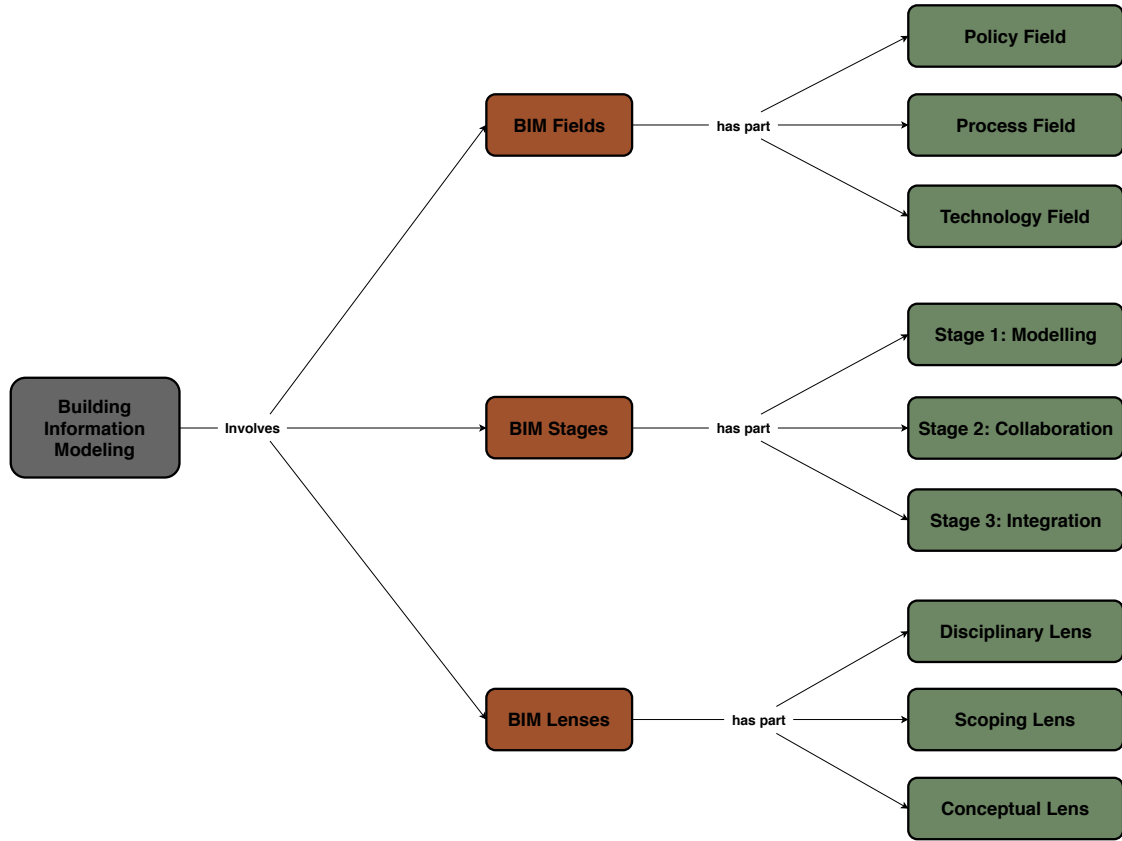 Policy Field
BIM Fields
has part
Process Field
Technology Field
Stage 1: Modelling
Building
Information
Modeling
Involves
BIM Stages
has part
Stage 2: Collaboration
Stage 3: Integration
Disciplinary Lens
BIM Lenses
has part
Scoping Lens
Conceptual Lens